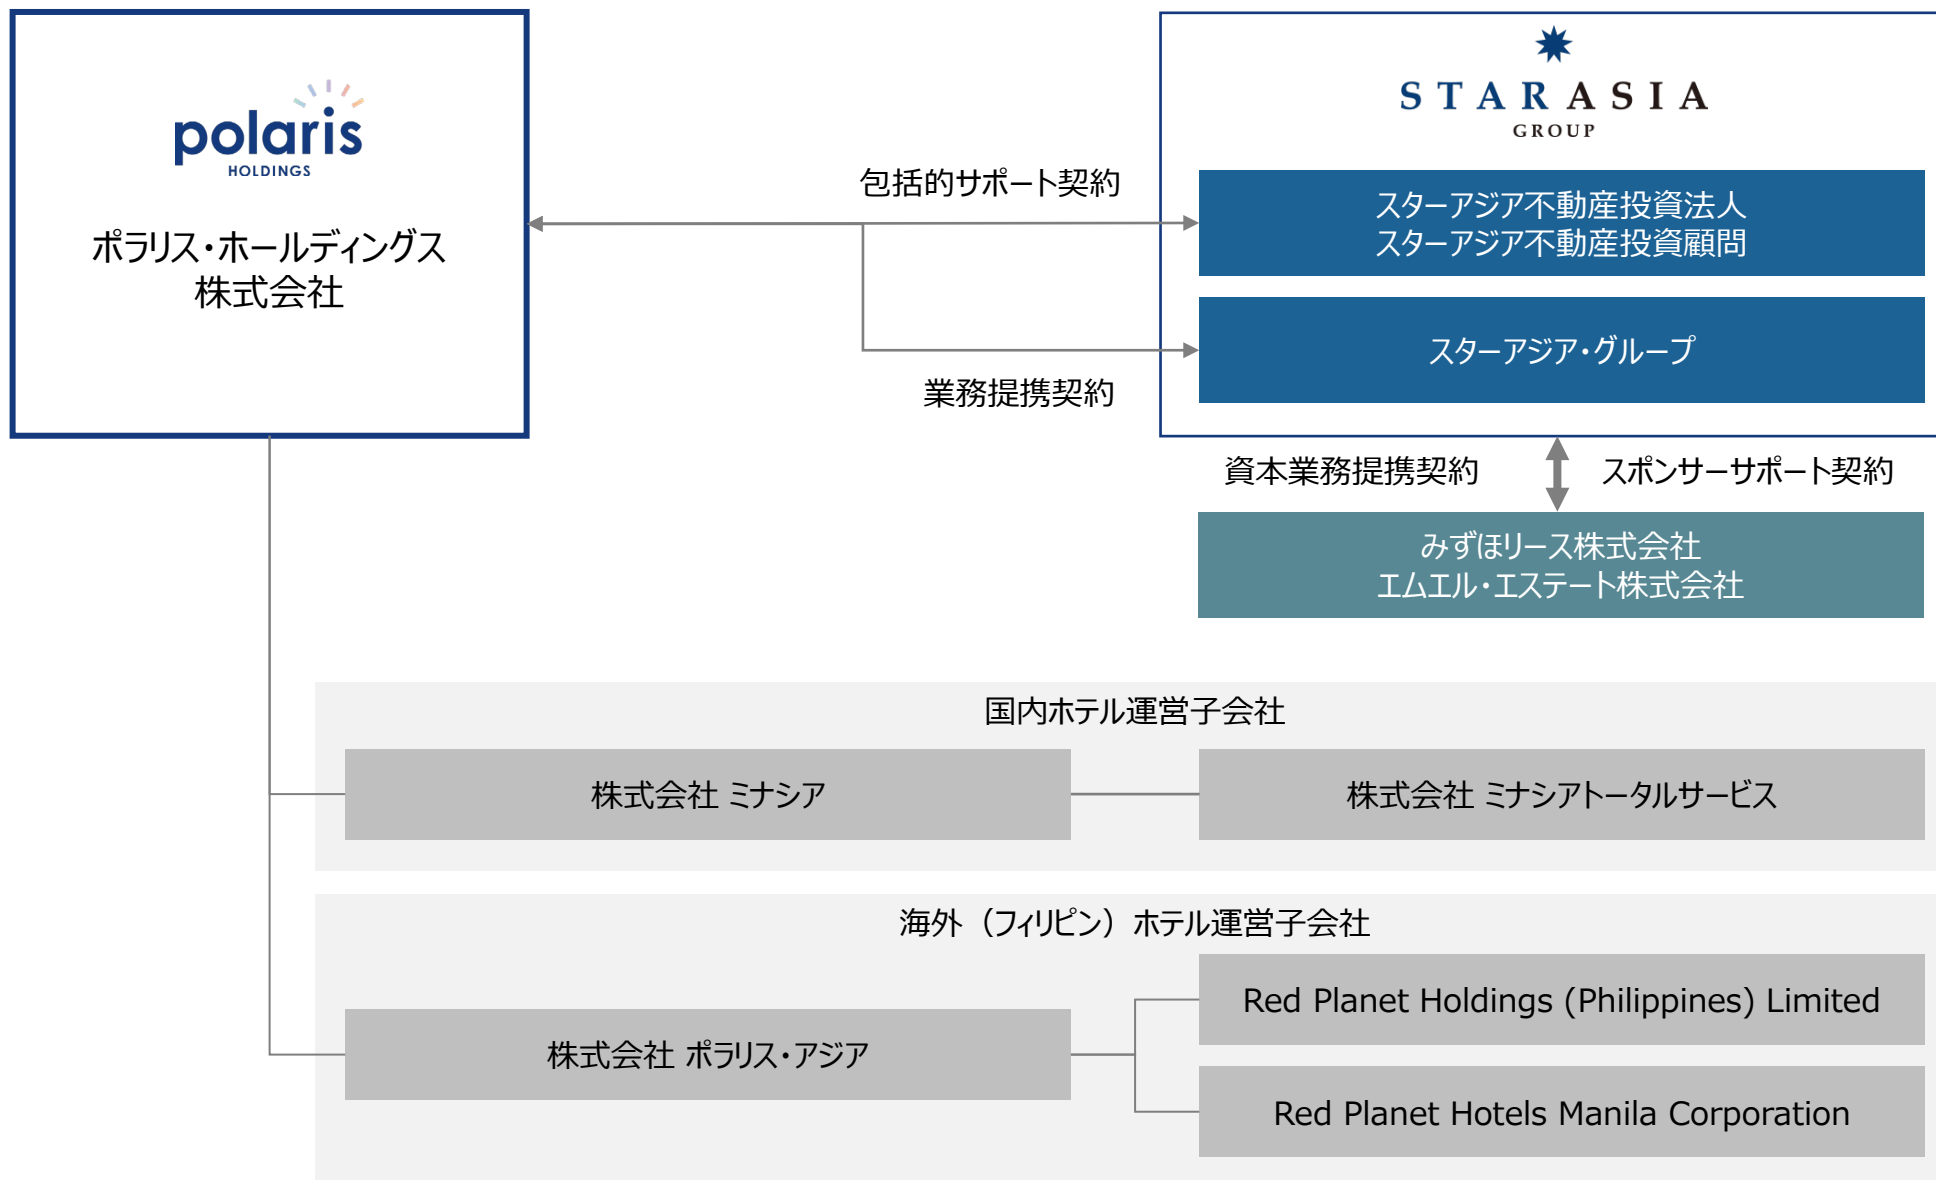 polaris
HOLDINGS
ポラリス・ホールディングス
株式会社
包括的サポート契約
業務提携契約
STARASIA
GROUP
スターアジア不動産投資法人
スターアジア不動産投資顧問
スターアジア・グループ
資本業務提携契約
スポンサーサポート契約
みずほリース株式会社
エムエル・エステート株式会社
国内ホテル運営子会社
株式会社 ミナシア
株式会社 ミナシアトータルサービス
海外（フィリピン）ホテル運営子会社
株式会社 ポラリス・アジア
Red Planet Holdings (Philippines) Limited
Red Planet Hotels Manila Corporation